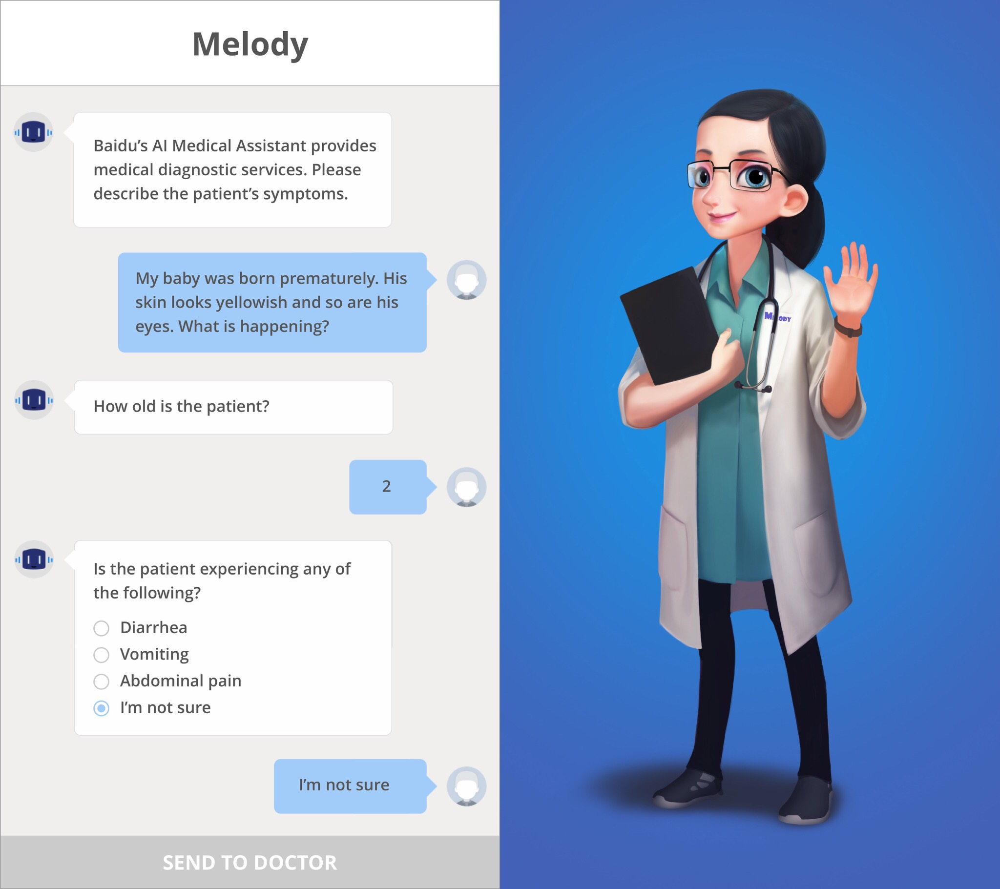 Melody
Baidu’s AI Medical Assistant provides
medical diagnostic services. Please
describe the patient’s symptoms.
My baby was born prematurely. His
skin looks yellowish and so are his
eyes. What is happening?
How old is the patient?
2
Is the patient experiencing any of
the following?
Diarrhea
Vomiting
Abdominal pain
I’m not sure
I’m not sure
SEND TO DOCTOR
MELODY